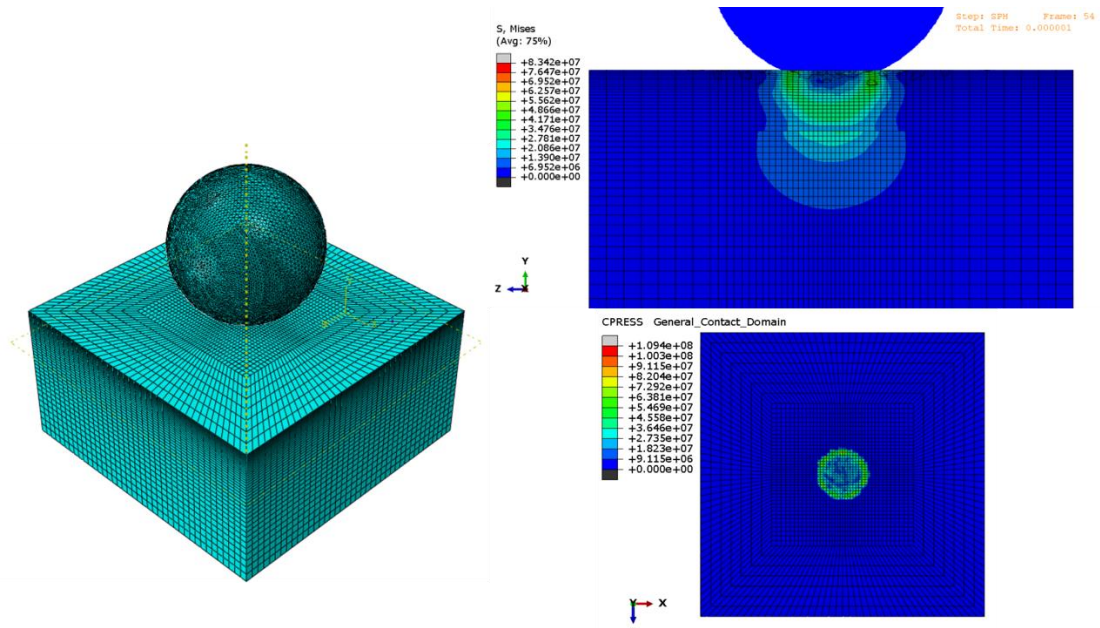 S, Mises
(Avg: 75%)
+8.342e+07
+7.647e+07
+6.952e+07
+6.257e+07
+5.562e+07
+4.866e+07
+4.171e+07
+3.476e+07
+2.781e+07
+2.086e+07
+1.390e+07
+6.952e+06
+0.000e+00
Step: SPH Frame: 54
Total Time: 0.000001
Y
Z
X
CPRESS General_Contact_Domain
+1.094e+08
+1.003e+08
+9.115e+07
+8.204e+07
+7.292e+07
+6.381e+07
+5.469e+07
+4.558e+07
+3.646e+07
+2.735e+07
+1.823e+07
+9.115e+06
+0.000e+00
Y X